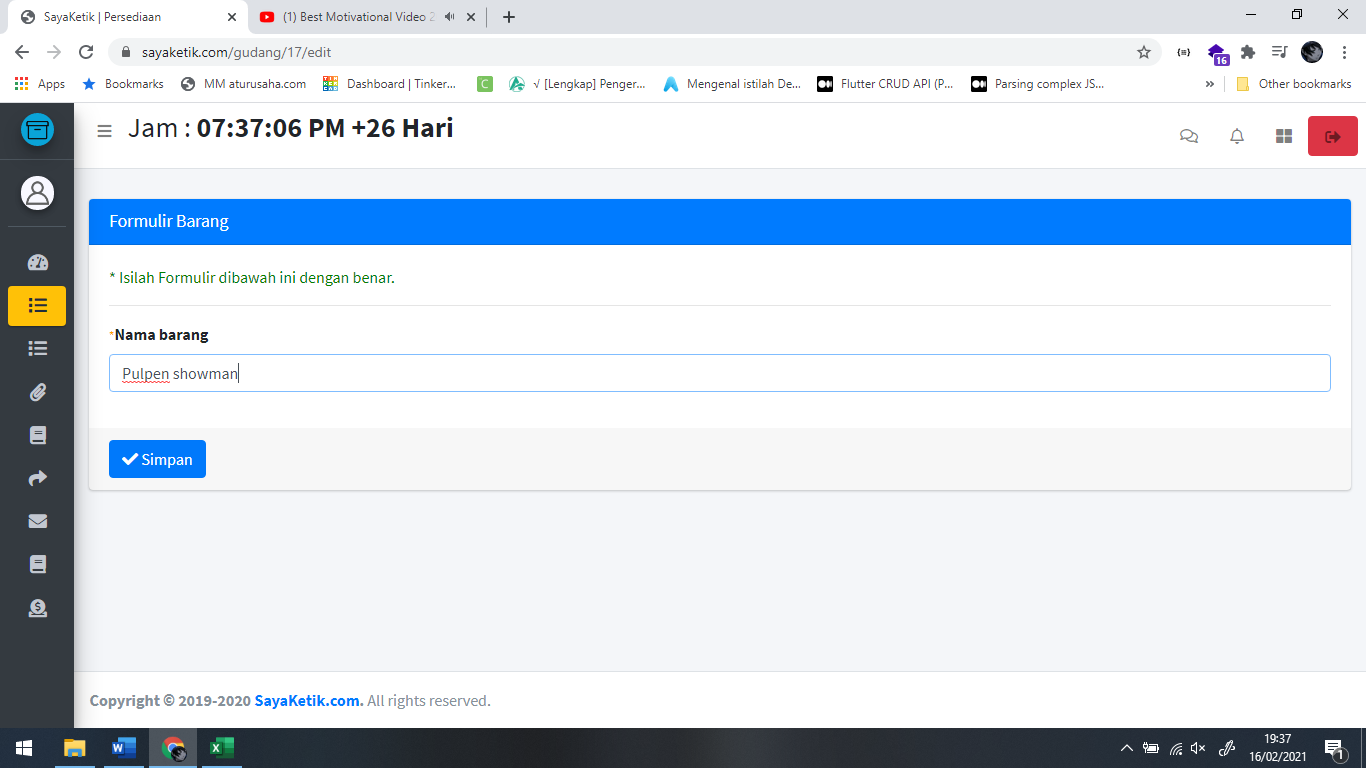 SayaKetik | Persediaan
(1) Best Motivational Video 2
sayaketik.com/gudang/17/edit
16
Apps
Bookmarks
MM aturusaha.com
Dashboard | Tinker...
C
√ [Lengkap] Penger...
Mengenal istilah De...
Flutter CRUD API (P...
Parsing complex JS...
»
Other bookmarks
Jam : 07:37:06 PM +26 Hari
Formulir Barang
* Isilah Formulir dibawah ini dengan benar.
*Nama barang
Pulpen showman
Simpan
Copyright © 2019-2020 SayaKetik.com. All rights reserved.
19:37
16/02/2021
1